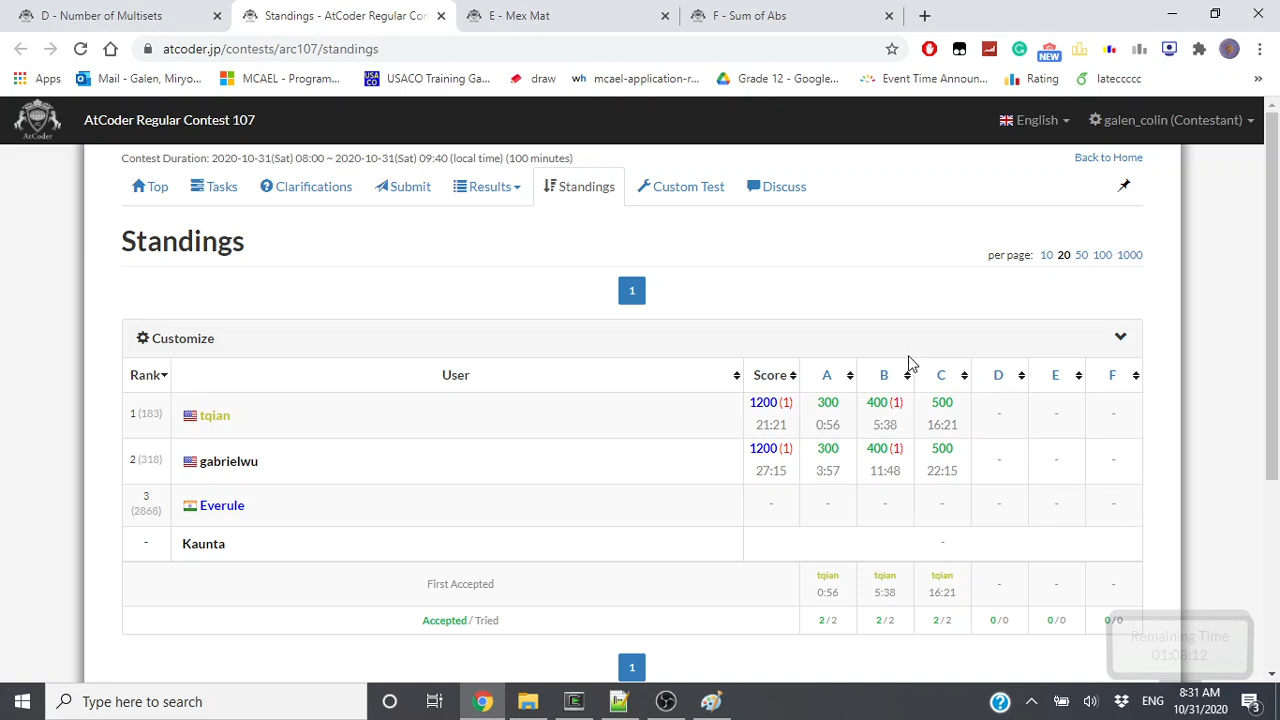 D - Number of Multisets
Standings - AtCoder Regular Con
E - Mex Mat
F - Sum of Abs
atcoder.jp/contests/arc107/standings
NEW
Apps
Mail - Galen, Miryo...
MCAEL - Program...
USACO Training Ga...
draw
wh mcael-application-r...
Grade 12 - Google...
Event Time Announ...
Rating
lateccccc
AtCoder
AtCoder Regular Contest 107
English
galen_colin (Contestant)
Contest Duration: 2020-10-31(Sat) 08:00 ~ 2020-10-31(Sat) 09:40 (local time) (100 minutes)
Back to Home
Top
Tasks
Clarifications
Submit
Results
Standings
Custom Test
Discuss
Standings
per page: 10 20 50 100 1000
1
Customize
Rank User Score A B C D E F
1 (183) tqian 1200 (1) 300 400 (1) 500 - - -
21:21 0:56 5:38 16:21
2 (318) gabrielwu 1200 (1) 300 400 (1) 500 - - -
27:15 3:57 11:48 22:15
3 (2868) Everule - - - - - - -
- Kaunta -
First Accepted tqian tqian tqian - - -
0:56 5:38 16:21
Accepted / Tried 2 / 2 2 / 2 2 / 2 0 / 0 0 / 0 0 / 0
Remaining Time
01:08:12
1
Type here to search
ENG
8:31 AM
10/31/2020
3